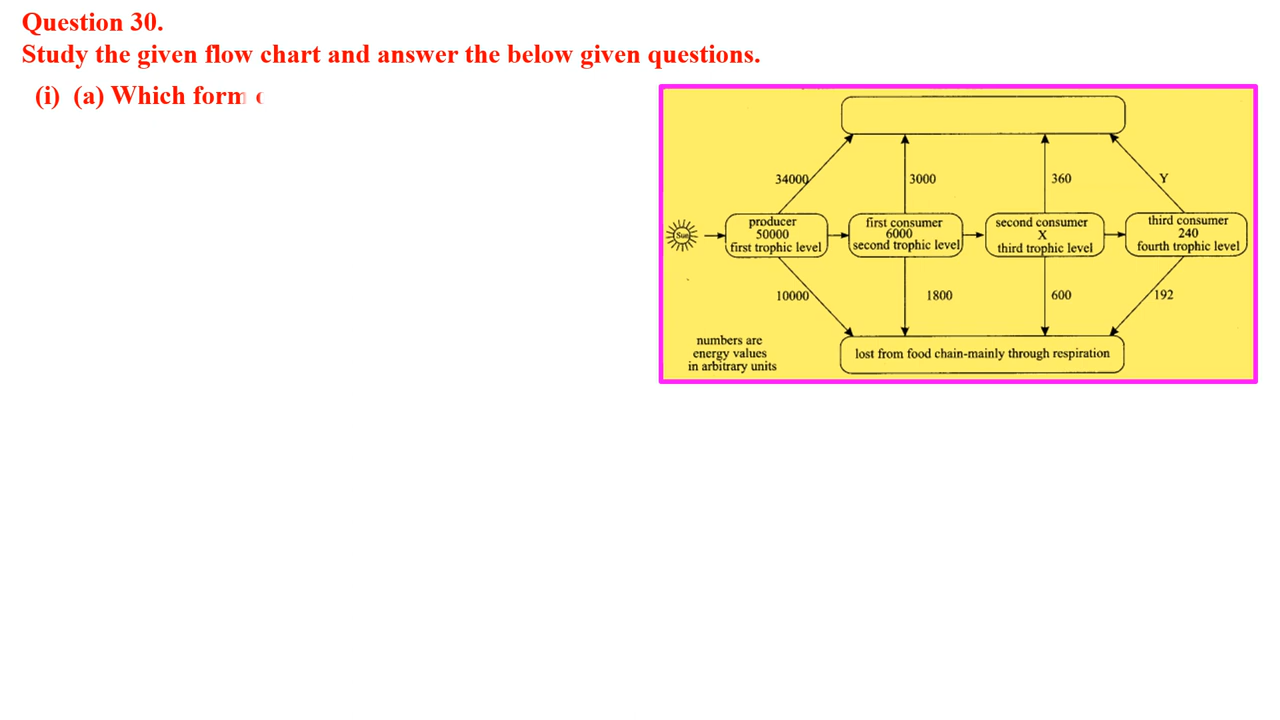 Question 30.
Study the given flow chart and answer the below given questions.
(i) (a) Which form
34000
3000
360
Y
Sun
producer
50000
first trophic level
first consumer
6000
second trophic level
second consumer
X
third trophic level
third consumer
240
fourth trophic level
10000
1800
600
192
numbers are
energy values
in arbitrary units
lost from food chain-mainly through respiration